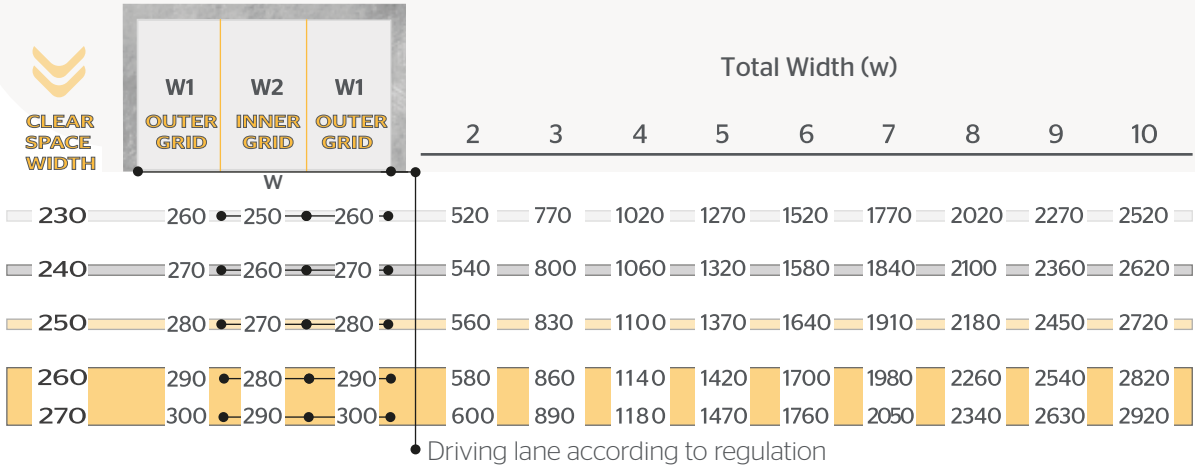 Total Width (w)
W1 W2 W1
CLEAR SPACE WIDTH OUTER GRID INNER GRID OUTER GRID 2 3 4 5 6 7 8 9 10
W
230 260 250 260 520 770 1020 1270 1520 1770 2020 2270 2520
240 270 260 270 540 800 1060 1320 1580 1840 2100 2360 2620
250 280 270 280 560 830 1100 1370 1640 1910 2180 2450 2720
260 290 280 290 580 860 1140 1420 1700 1980 2260 2540 2820
270 300 290 300 600 890 1180 1470 1760 2050 2340 2630 2920
Driving lane according to regulation